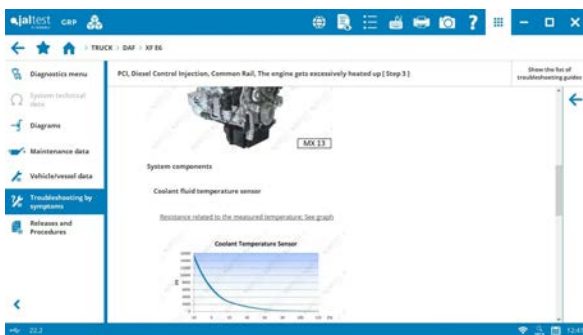 jaltest GRP
?
TRUCK > DAF > XF E6
Diagnostics menu
System technical data
Diagrams
Maintenance data
Vehicle/vessel data
Troubleshooting by symptoms
Releases and Procedures
PCI, Diesel Control Injection, Common Rail, The engine gets excessively heated up [ Step 3 ]
Show the list of
troubleshooting guides
MX 13
System components
Coolant fluid temperature sensor
Resistance related to the measured temperature; See graph
Coolant Temperature Sensor
22.2